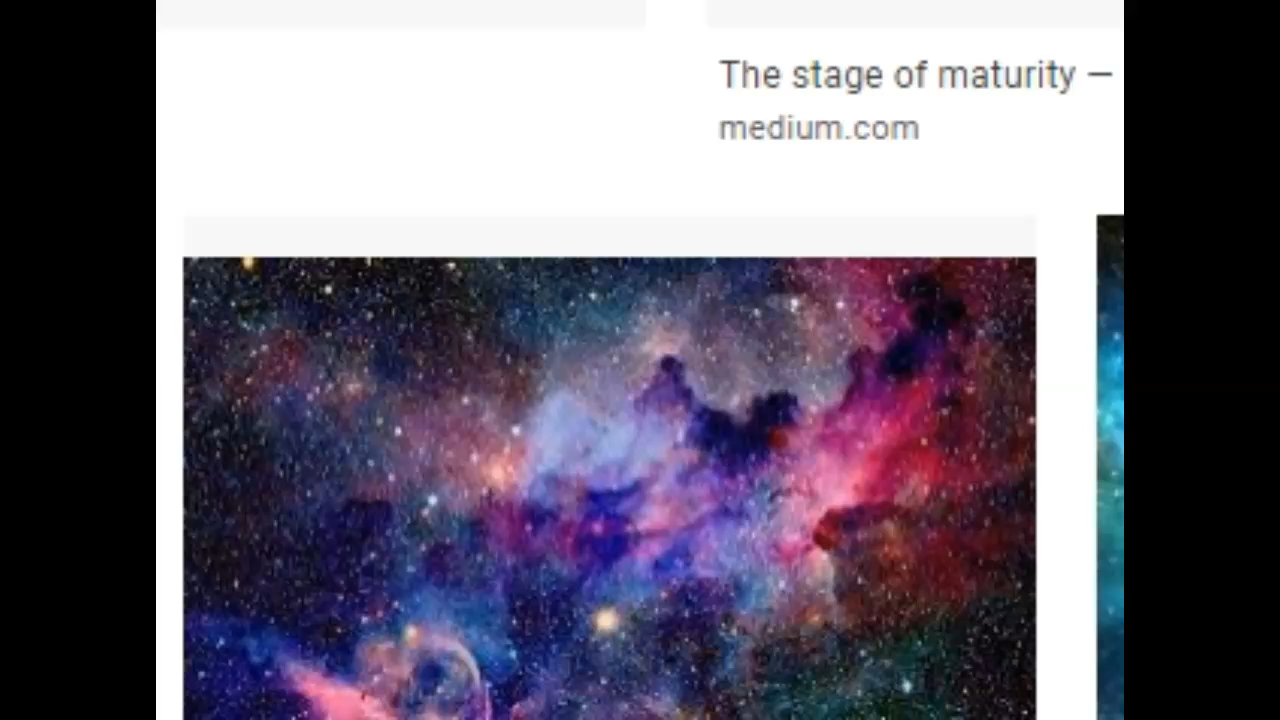 The stage of maturity —
medium.com